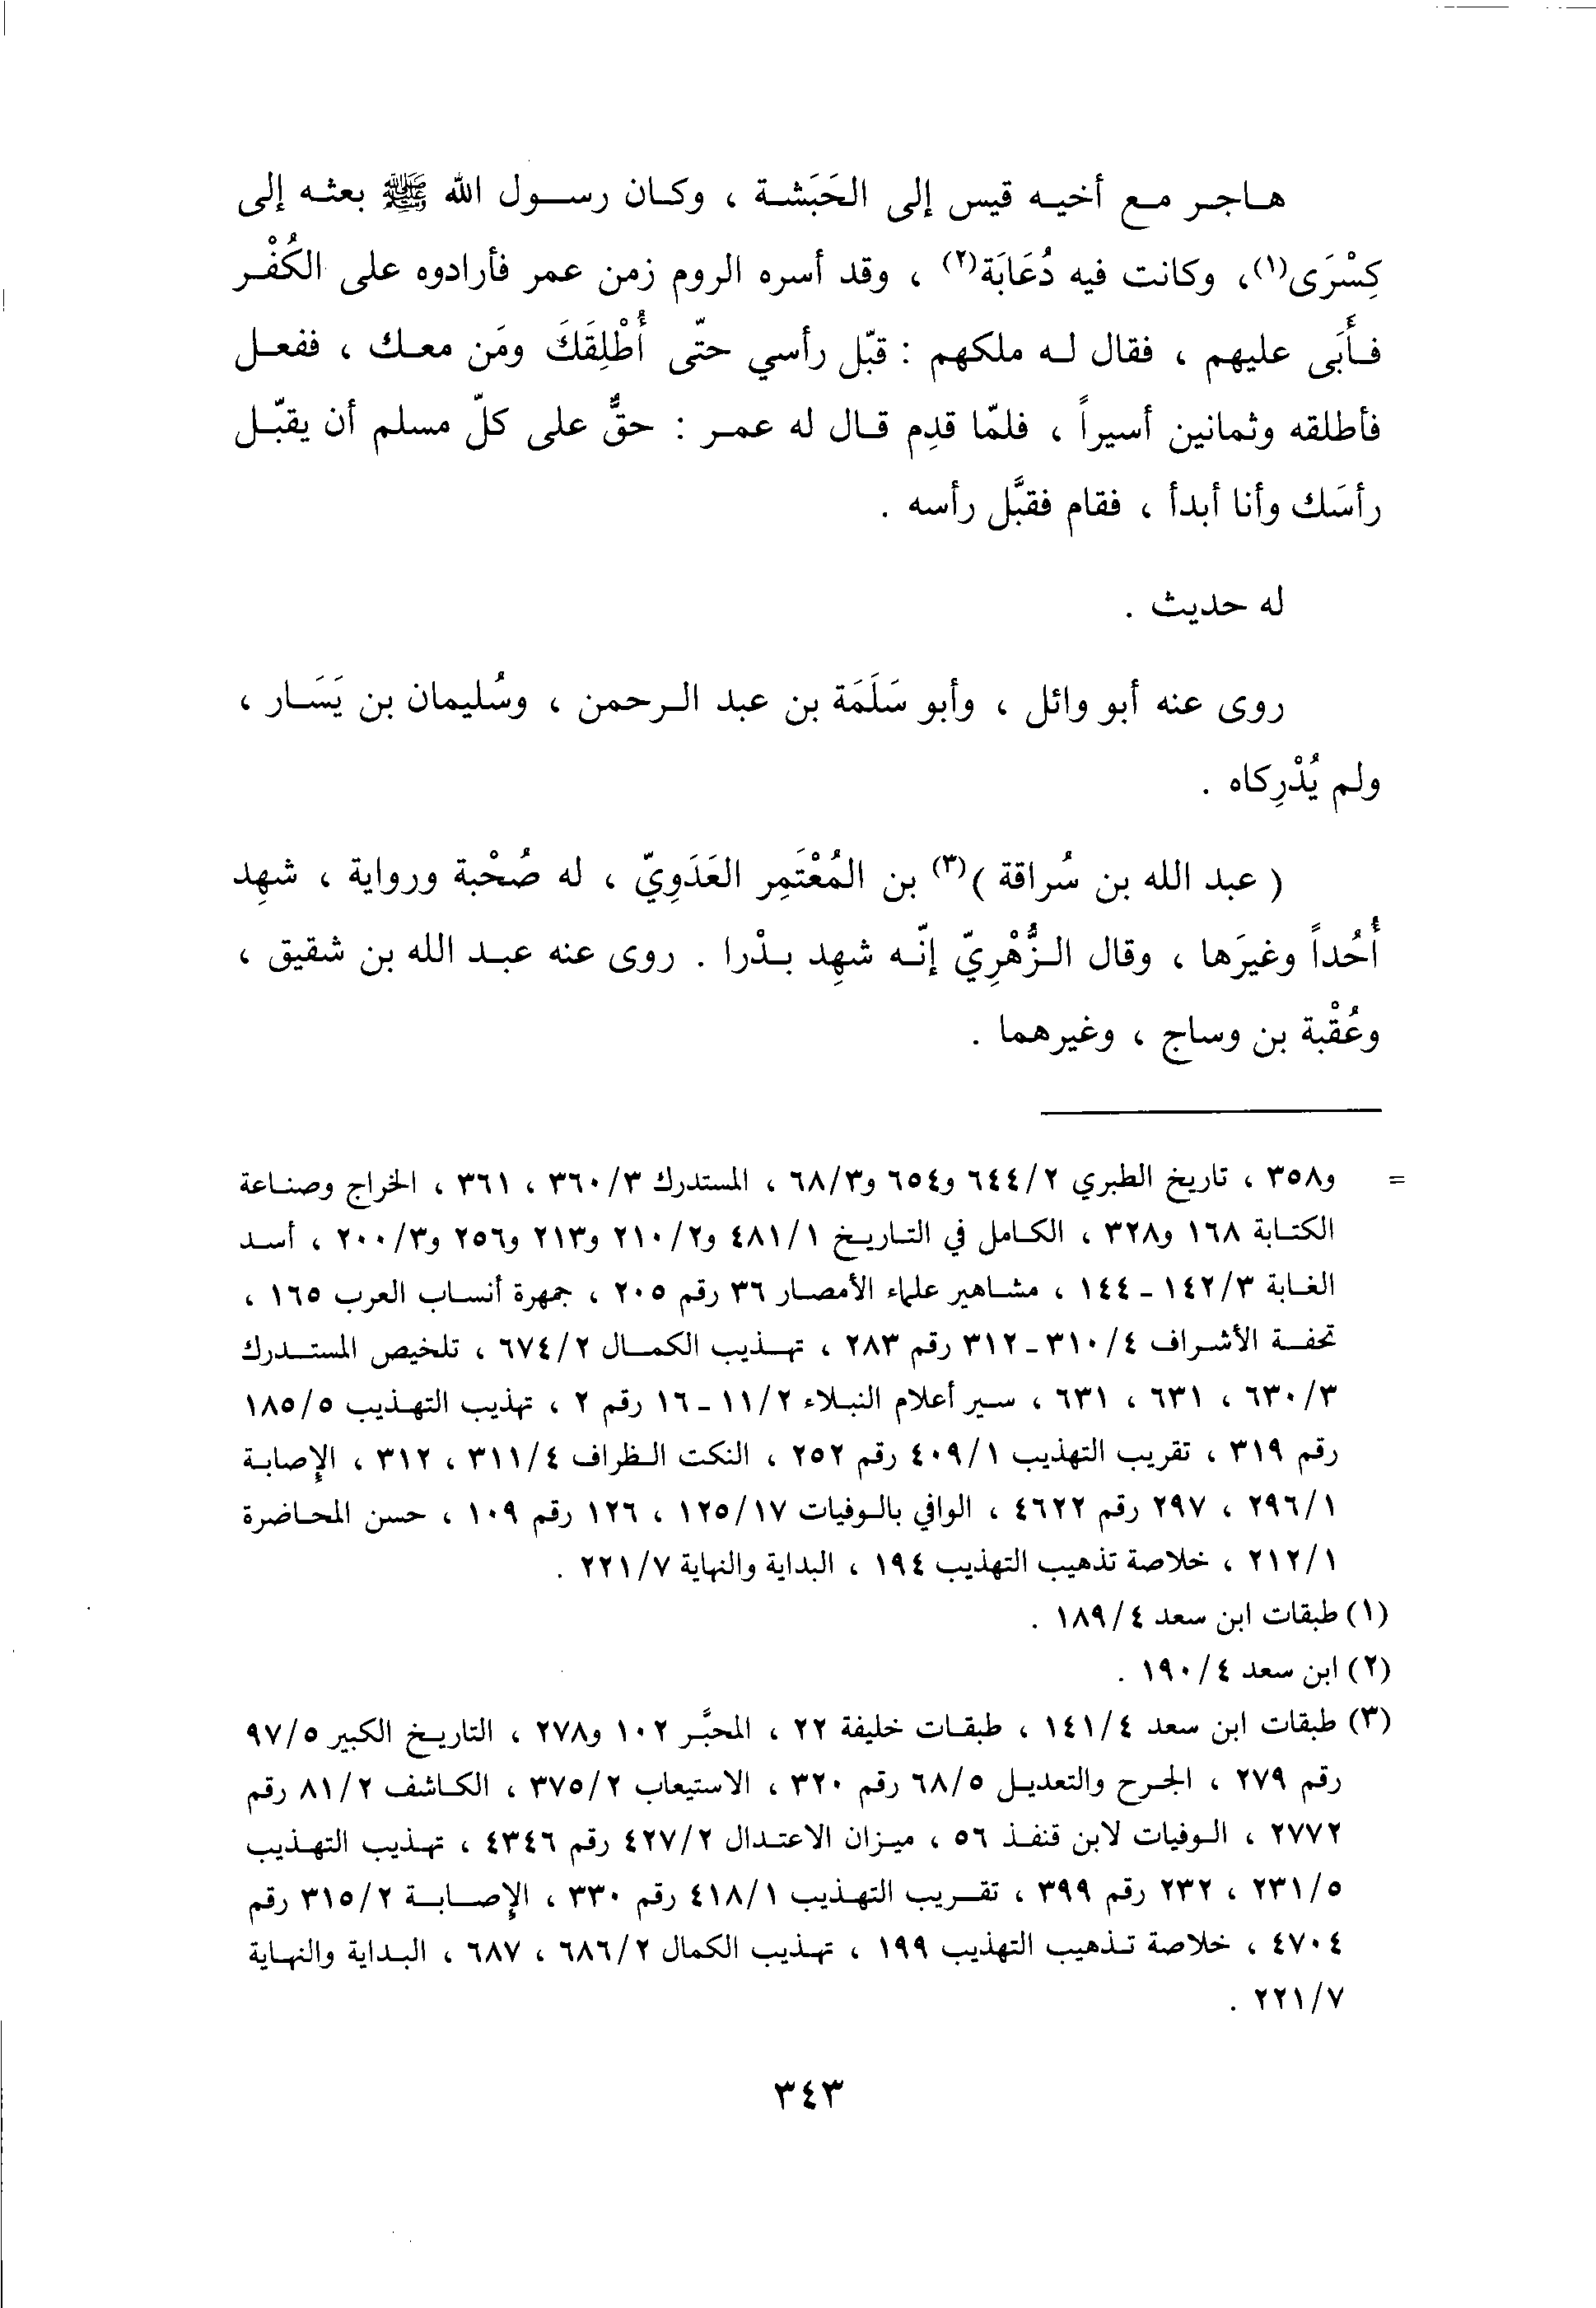 هاجر مع أخيه قيس إلى الحَبَشة ، وكان رسول الله ﷺ بعثه إلى
كِسْرَى(١)، وكانت فيه دُعَابَة(٢) ، وقد أسره الروم زمن عمر فأرادوه على الكُفْر
فأَبَى عليهم ، فقال له ملكهم : قبّل رأسي حتّى أُطْلِقَكَ ومَن معك ، ففعل
فأطلقه وثمانين أسيراً ، فلمّا قدِم قال له عمر : حقٌّ على كلّ مسلم أن يقبّل
رأسَك وأنا أبدأ ، فقام فقبَّل رأسه .
له حديث .
روى عنه أبو وائل ، وأبو سَلَمَة بن عبد الرحمن ، وسُليمان بن يَسَار ،
ولم يُدْرِكاه .
( عبد الله بن سُراقة )(٣) بن المُعْتَمِر العَدَوِيّ ، له صُحْبة ورواية ، شهِد
أُحُداً وغيرَها ، وقال الزُّهْرِيّ إنّه شهِد بدْرا . روى عنه عبد الله بن شقيق ،
وعُقْبة بن وساج ، وغيرهما .
= و٣٥٨ ، تاريخ الطبري ٦٤٤/٢ و٦٥٤ و٦٨/٣ ، المستدرك ٣٦٠/٣ ، ٣٦١ ، الخراج وصناعة
الكتابة ١٦٨ و٣٢٨ ، الكامل في التاريخ ٤٨١/١ و٢١٠/٢ و٢١٣ و٢٥٦ و٢٠٠/٣ ، أسد
الغابة ١٤٢/٣ - ١٤٤ ، مشاهير علماء الأمصار ٣٦ رقم ٢٠٥ ، جمهرة أنساب العرب ١٦٥ ،
تحفة الأشراف ٣١٠/٤ - ٣١٢ رقم ٢٨٣ ، تهذيب الكمال ٦٧٤/٢ ، تلخيص المستدرك
٦٣٠/٣ ، ٦٣١ ، ٦٣١ ، سير أعلام النبلاء ١١/٢ - ١٦ رقم ٢ ، تهذيب التهذيب ١٨٥/٥
رقم ٣١٩ ، تقريب التهذيب ٤٠٩/١ رقم ٢٥٢ ، النكت الظراف ٣١١/٤ ، ٣١٢ ، الإصابة
٢٩٦/١ ، ٢٩٧ رقم ٤٦٢٢ ، الوافي بالوفيات ١٢٥/١٧ ، ١٢٦ رقم ١٠٩ ، حسن المحاضرة
٢١٢/١ ، خلاصة تذهيب التهذيب ١٩٤ ، البداية والنهاية ٢٢١/٧ .
(١) طبقات ابن سعد ١٨٩/٤ .
(٢) ابن سعد ١٩٠/٤ .
(٣) طبقات ابن سعد ١٤١/٤ ، طبقات خليفة ٢٢ ، المحبَّر ١٠٢ و٢٧٨ ، التاريخ الكبير ٩٧/٥
رقم ٢٧٩ ، الجرح والتعديل ٦٨/٥ رقم ٣٢٠ ، الاستيعاب ٣٧٥/٢ ، الكاشف ٨١/٢ رقم
٢٧٧٢ ، الوفيات لابن قنفذ ٥٦ ، ميزان الاعتدال ٤٢٧/٢ رقم ٤٣٤٦ ، تهذيب التهذيب
٢٣١/٥ ، ٢٣٢ رقم ٣٩٩ ، تقريب التهذيب ٤١٨/١ رقم ٣٣٠ ، الإصابة ٣١٥/٢ رقم
٤٧٠٤ ، خلاصة تذهيب التهذيب ١٩٩ ، تهذيب الكمال ٦٨٦/٢ ، ٦٨٧ ، البداية والنهاية
٢٢١/٧ .
٣٤٣